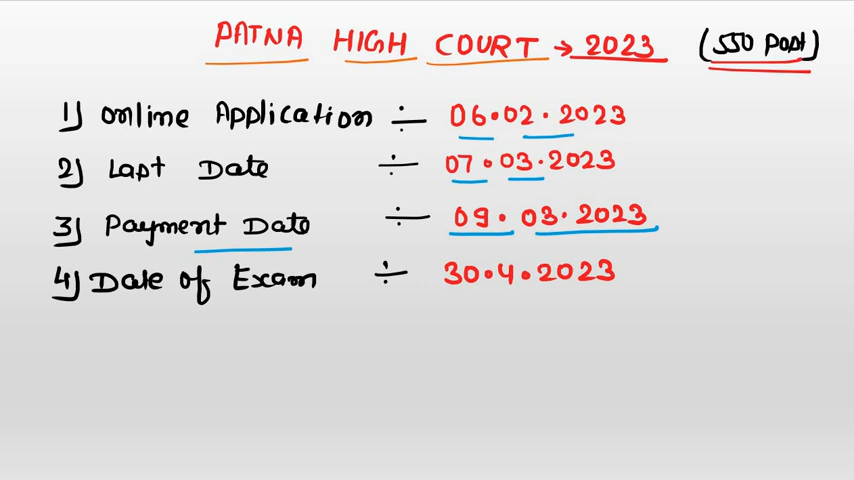 PATNA HIGH COURT → 2023 (550 Post)
1) Online Application ÷ 06.02.2023
2) Last Date ÷ 07.03.2023
3) Payment Date ÷ 09.03.2023
4) Date of Exam ÷ 30.4.2023